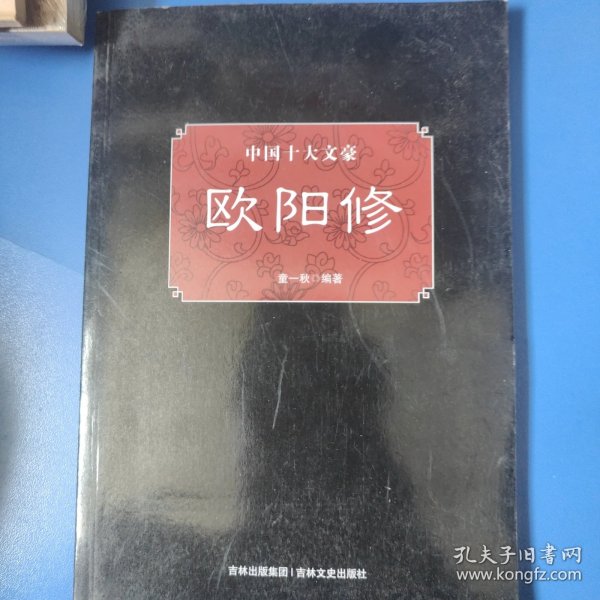 中国十大文豪
欧阳修
童一秋 编著
吉林出版集团 | 吉林文史出版社
孔夫子旧书网
www.kongfz.com